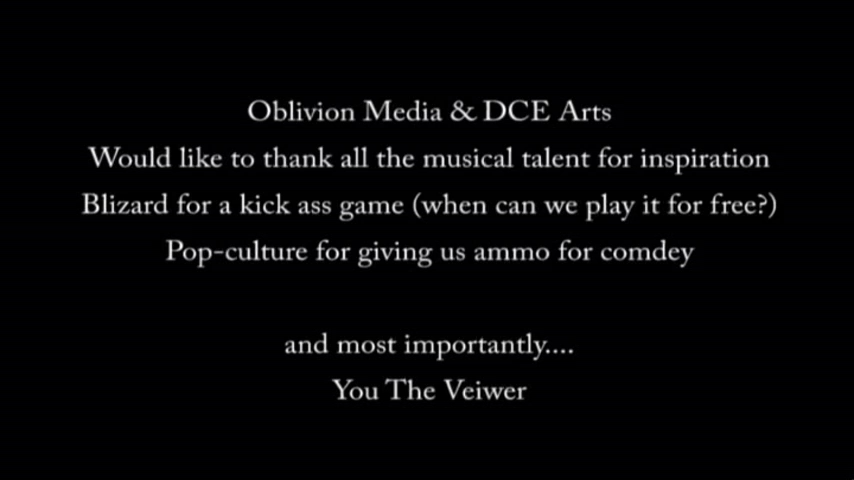 Oblivion Media & DCE Arts
Would like to thank all the musical talent for inspiration
Blizard for a kick ass game (when can we play it for free?)
Pop-culture for giving us ammo for comdey
and most importantly....
You The Veiwer